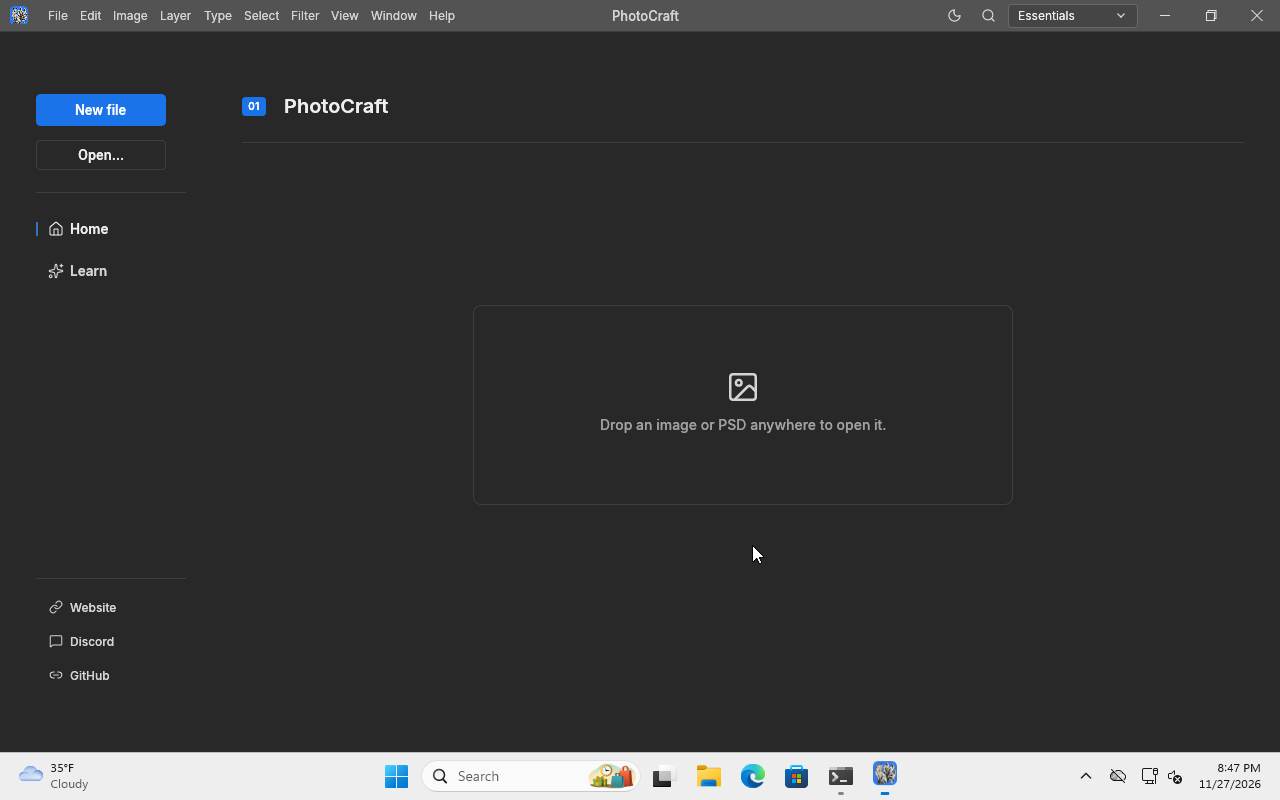 File Edit Image Layer Type Select Filter View Window Help
PhotoCraft
Essentials
New file
Open...
Home
Learn
01 PhotoCraft
Drop an image or PSD anywhere to open it.
Website
Discord
GitHub
35°F
Cloudy
Search
8:47 PM
11/27/2026